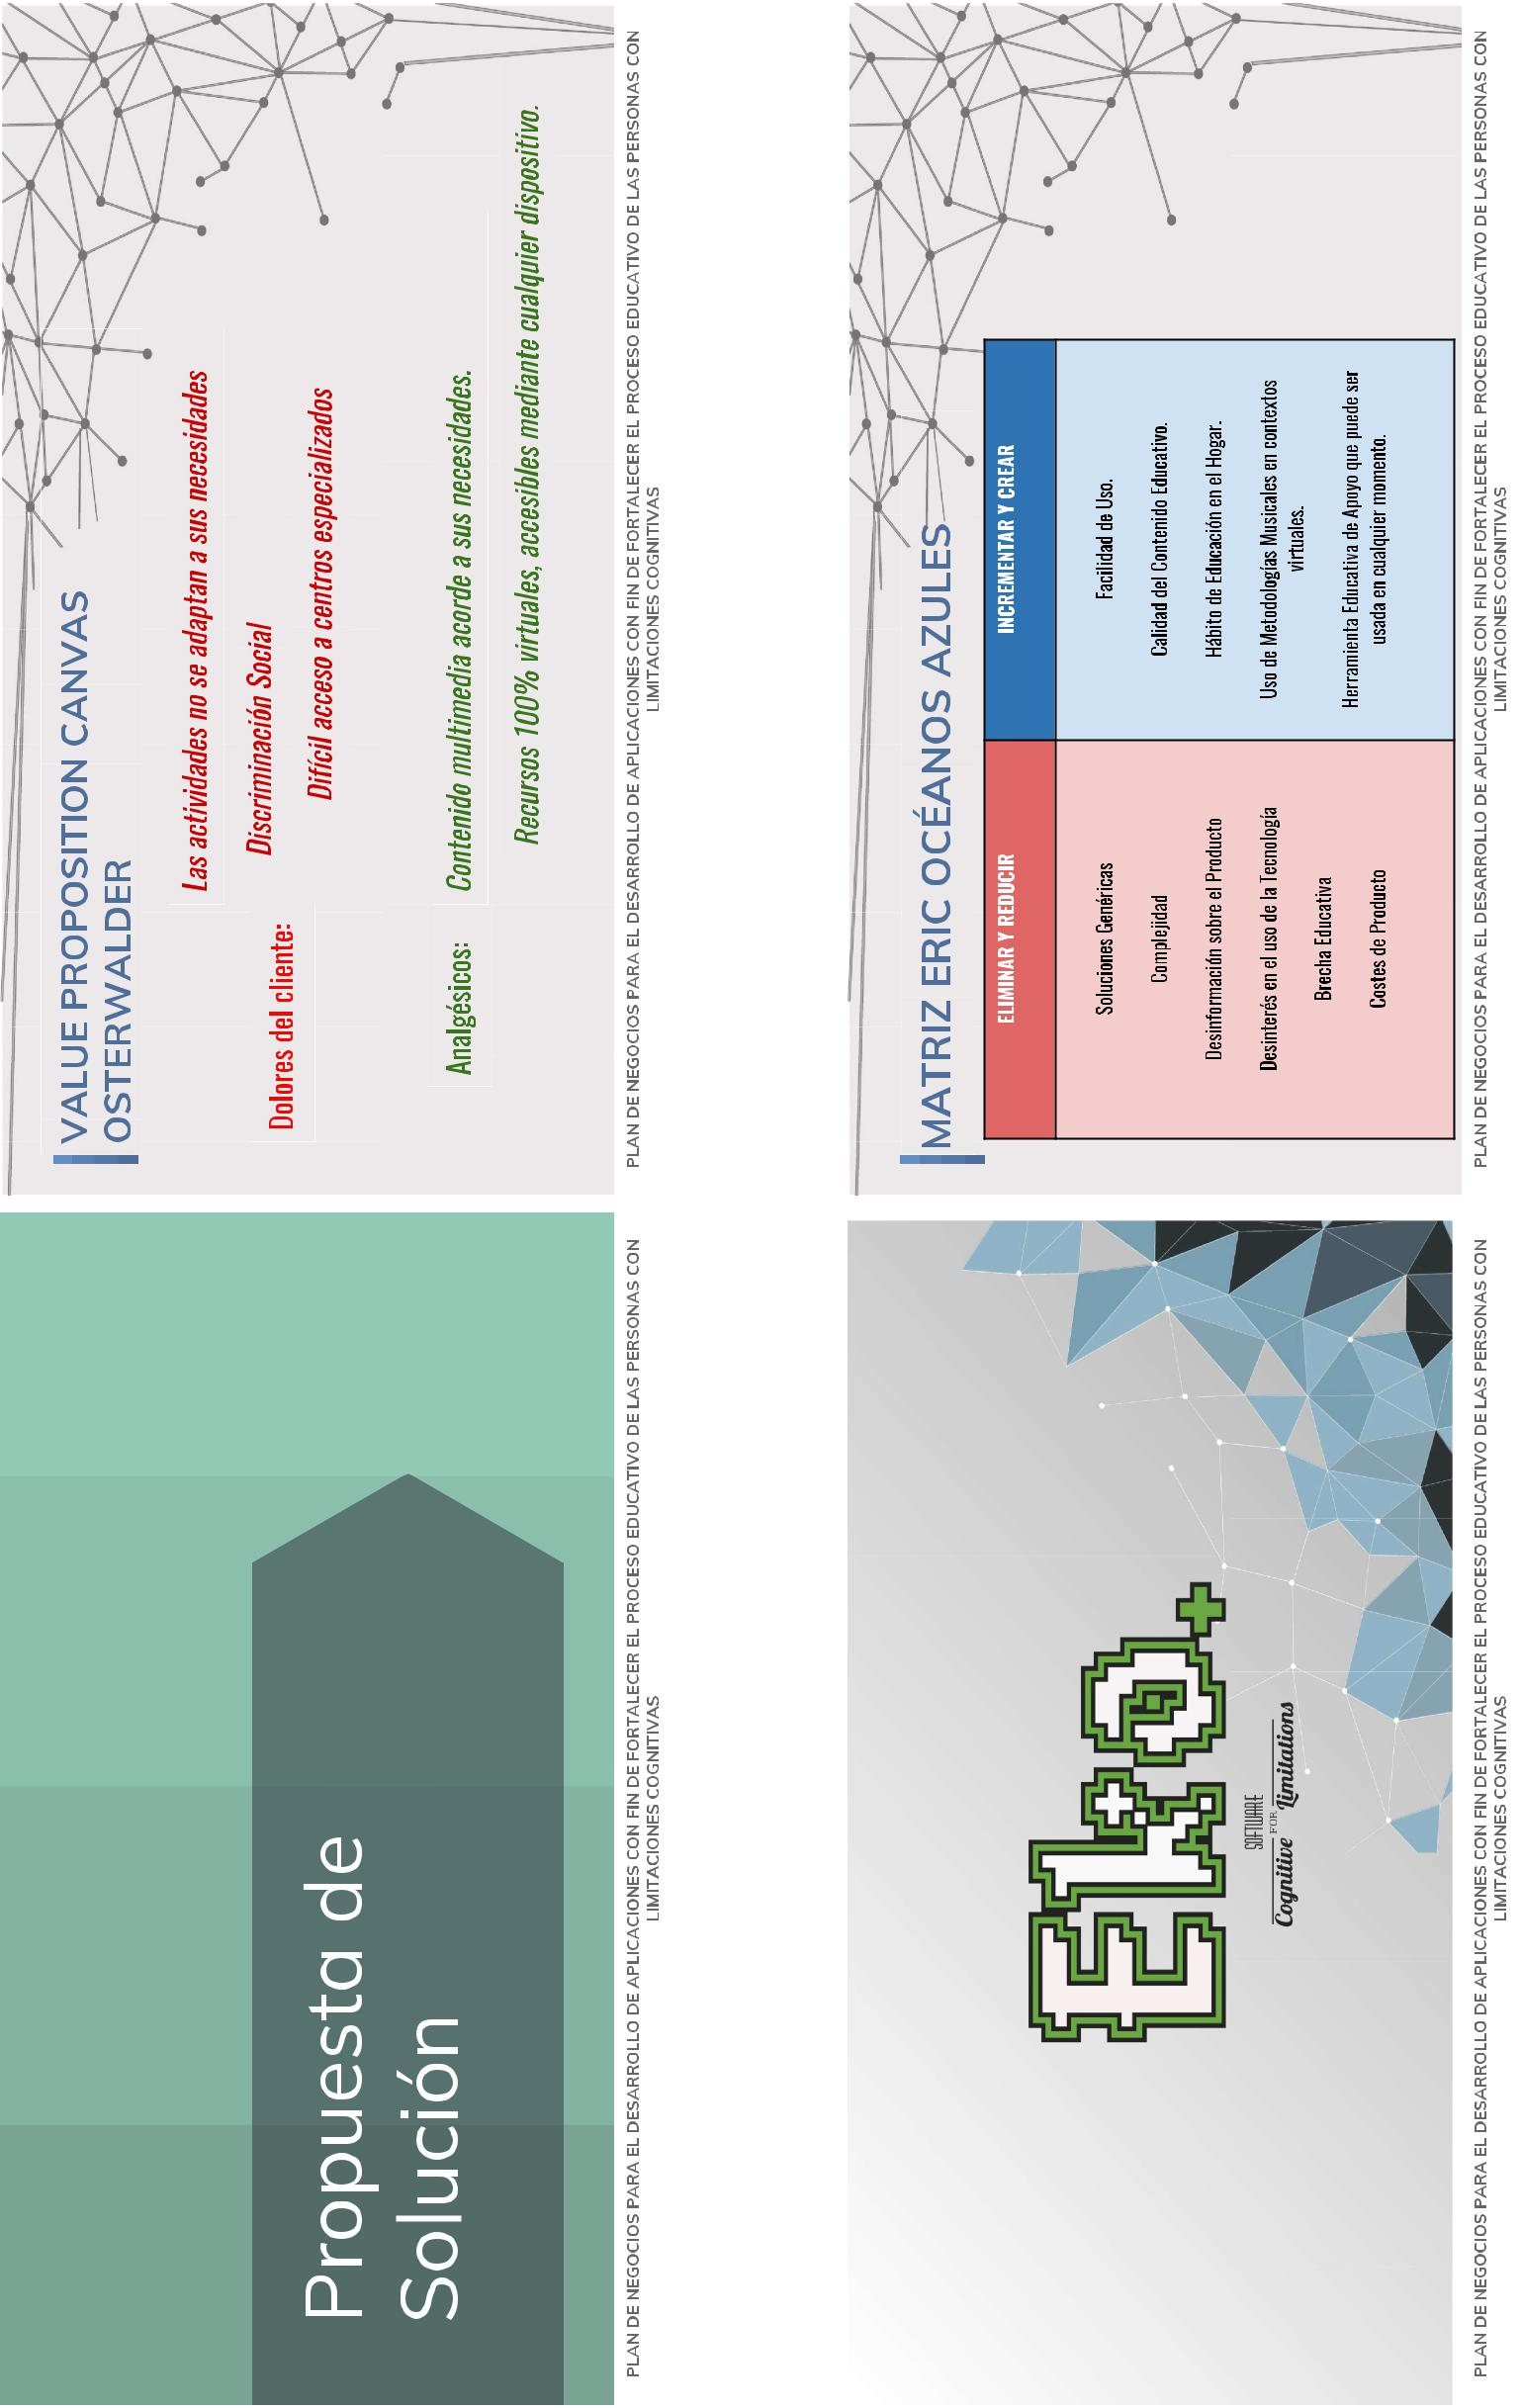 Propuesta de
Solución
PLAN DE NEGOCIOS PARA EL DESARROLLO DE APLICACIONES CON FIN DE FORTALECER EL PROCESO EDUCATIVO DE LAS PERSONAS CON
LIMITACIONES COGNITIVAS
VALUE PROPOSITION CANVAS
OSTERWALDER
Las actividades no se adaptan a sus necesidades
Discriminación Social
Dolores del cliente:
Difícil acceso a centros especializados
Analgésicos:
Contenido multimedia acorde a sus necesidades.
Recursos 100% virtuales, accesibles mediante cualquier dispositivo.
PLAN DE NEGOCIOS PARA EL DESARROLLO DE APLICACIONES CON FIN DE FORTALECER EL PROCESO EDUCATIVO DE LAS PERSONAS CON
LIMITACIONES COGNITIVAS
Elk@+
SOFTWARE
FOR
Cognitive Limitations
PLAN DE NEGOCIOS PARA EL DESARROLLO DE APLICACIONES CON FIN DE FORTALECER EL PROCESO EDUCATIVO DE LAS PERSONAS CON
LIMITACIONES COGNITIVAS
MATRIZ ERIC OCÉANOS AZULES
ELIMINAR Y REDUCIR
Soluciones Genéricas
Complejidad
Desinformación sobre el Producto
Desinterés en el uso de la Tecnología
Brecha Educativa
Costes de Producto
INCREMENTAR Y CREAR
Facilidad de Uso.
Calidad del Contenido Educativo.
Hábito de Educación en el Hogar.
Uso de Metodologías Musicales en contextos
virtuales.
Herramienta Educativa de Apoyo que puede ser
usada en cualquier momento.
PLAN DE NEGOCIOS PARA EL DESARROLLO DE APLICACIONES CON FIN DE FORTALECER EL PROCESO EDUCATIVO DE LAS PERSONAS CON
LIMITACIONES COGNITIVAS